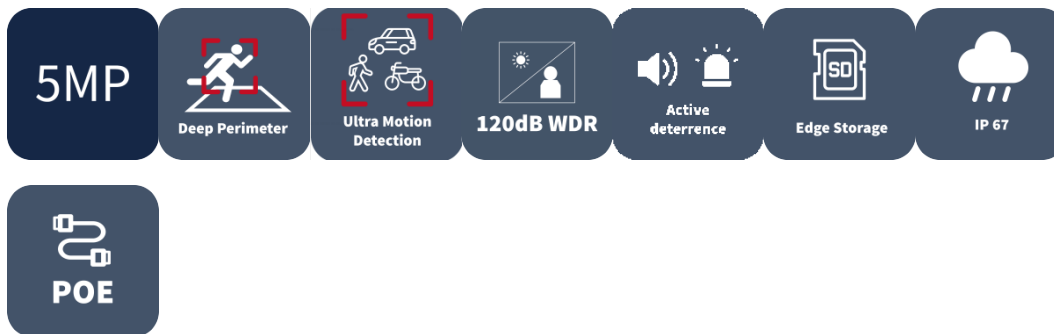 5MP
Deep Perimeter
Ultra Motion
Detection
120dB WDR
Active
deterrence
SD
Edge Storage
IP 67
POE